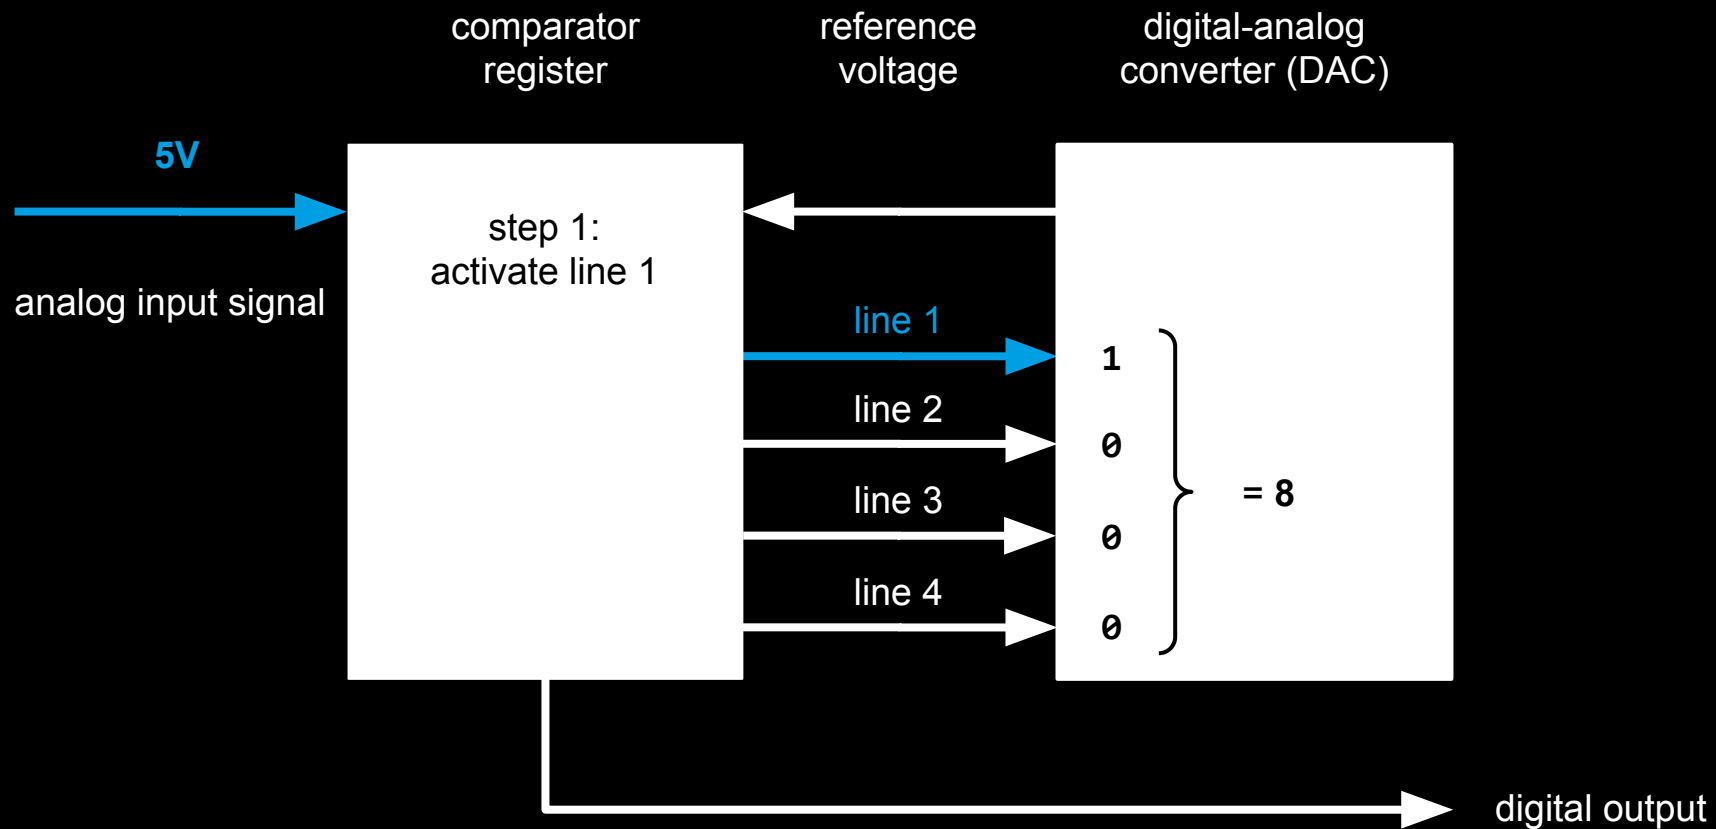 comparator
register
reference
voltage
digital-analog
converter (DAC)
5V
step 1:
activate line 1
analog input signal
line 1
1
line 2
0
line 3
= 8
0
line 4
0
digital output